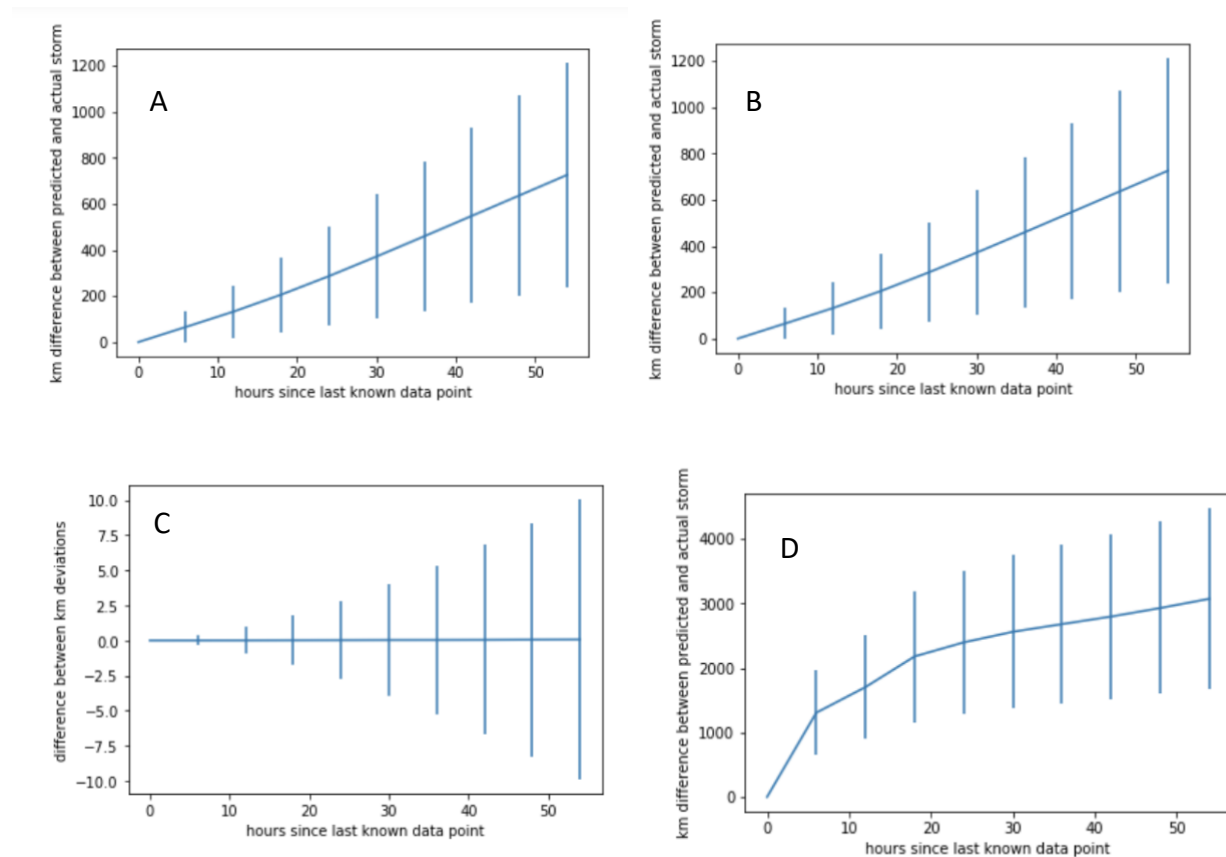 km difference between predicted and actual storm
1200
1000
800
600
400
200
0
A
0 10 20 30 40 50
hours since last known data point
km difference between predicted and actual storm
1200
1000
800
600
400
200
0
B
0 10 20 30 40 50
hours since last known data point
difference between km deviations
10.0
7.5
5.0
2.5
0.0
−2.5
−5.0
−7.5
−10.0
C
0 10 20 30 40 50
hours since last known data point
km difference between predicted and actual storm
4000
3000
2000
1000
0
D
0 10 20 30 40 50
hours since last known data point